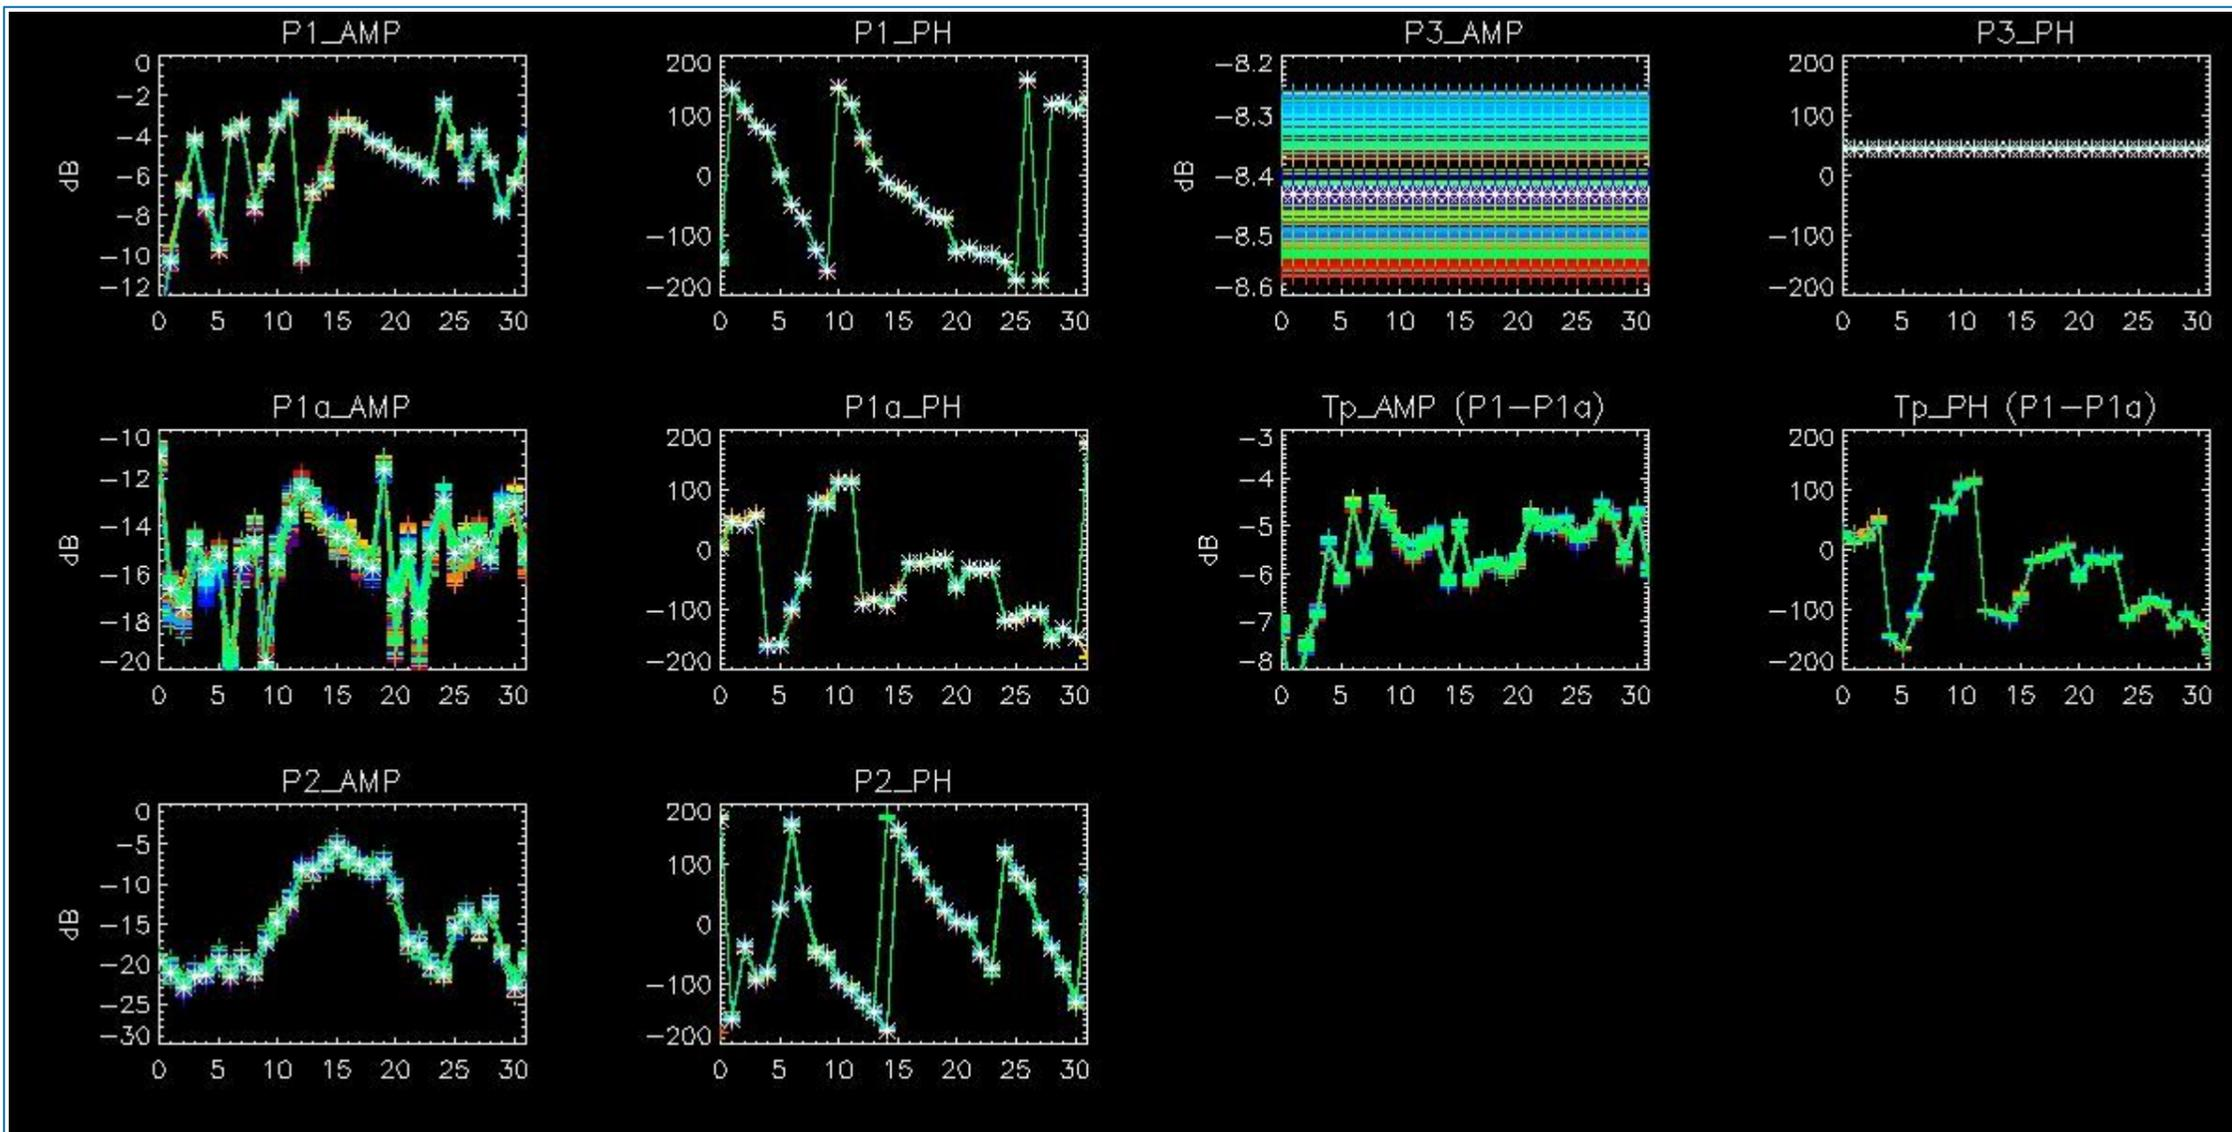 P1_AMP
P1_PH
P3_AMP
P3_PH
0
-2
-4
-6
-8
-10
-12
dB
0 5 10 15 20 25 30
200
100
0
-100
-200
0 5 10 15 20 25 30
-8.2
-8.3
-8.4
-8.5
-8.6
dB
0 5 10 15 20 25 30
200
100
0
-100
-200
0 5 10 15 20 25 30
P1a_AMP
P1a_PH
Tp_AMP (P1-P1a)
Tp_PH (P1-P1a)
-10
-12
-14
-16
-18
-20
dB
0 5 10 15 20 25 30
200
100
0
-100
-200
0 5 10 15 20 25 30
-3
-4
-5
-6
-7
-8
dB
0 5 10 15 20 25 30
200
100
0
-100
-200
0 5 10 15 20 25 30
P2_AMP
P2_PH
0
-5
-10
-15
-20
-25
-30
dB
0 5 10 15 20 25 30
200
100
0
-100
-200
0 5 10 15 20 25 30